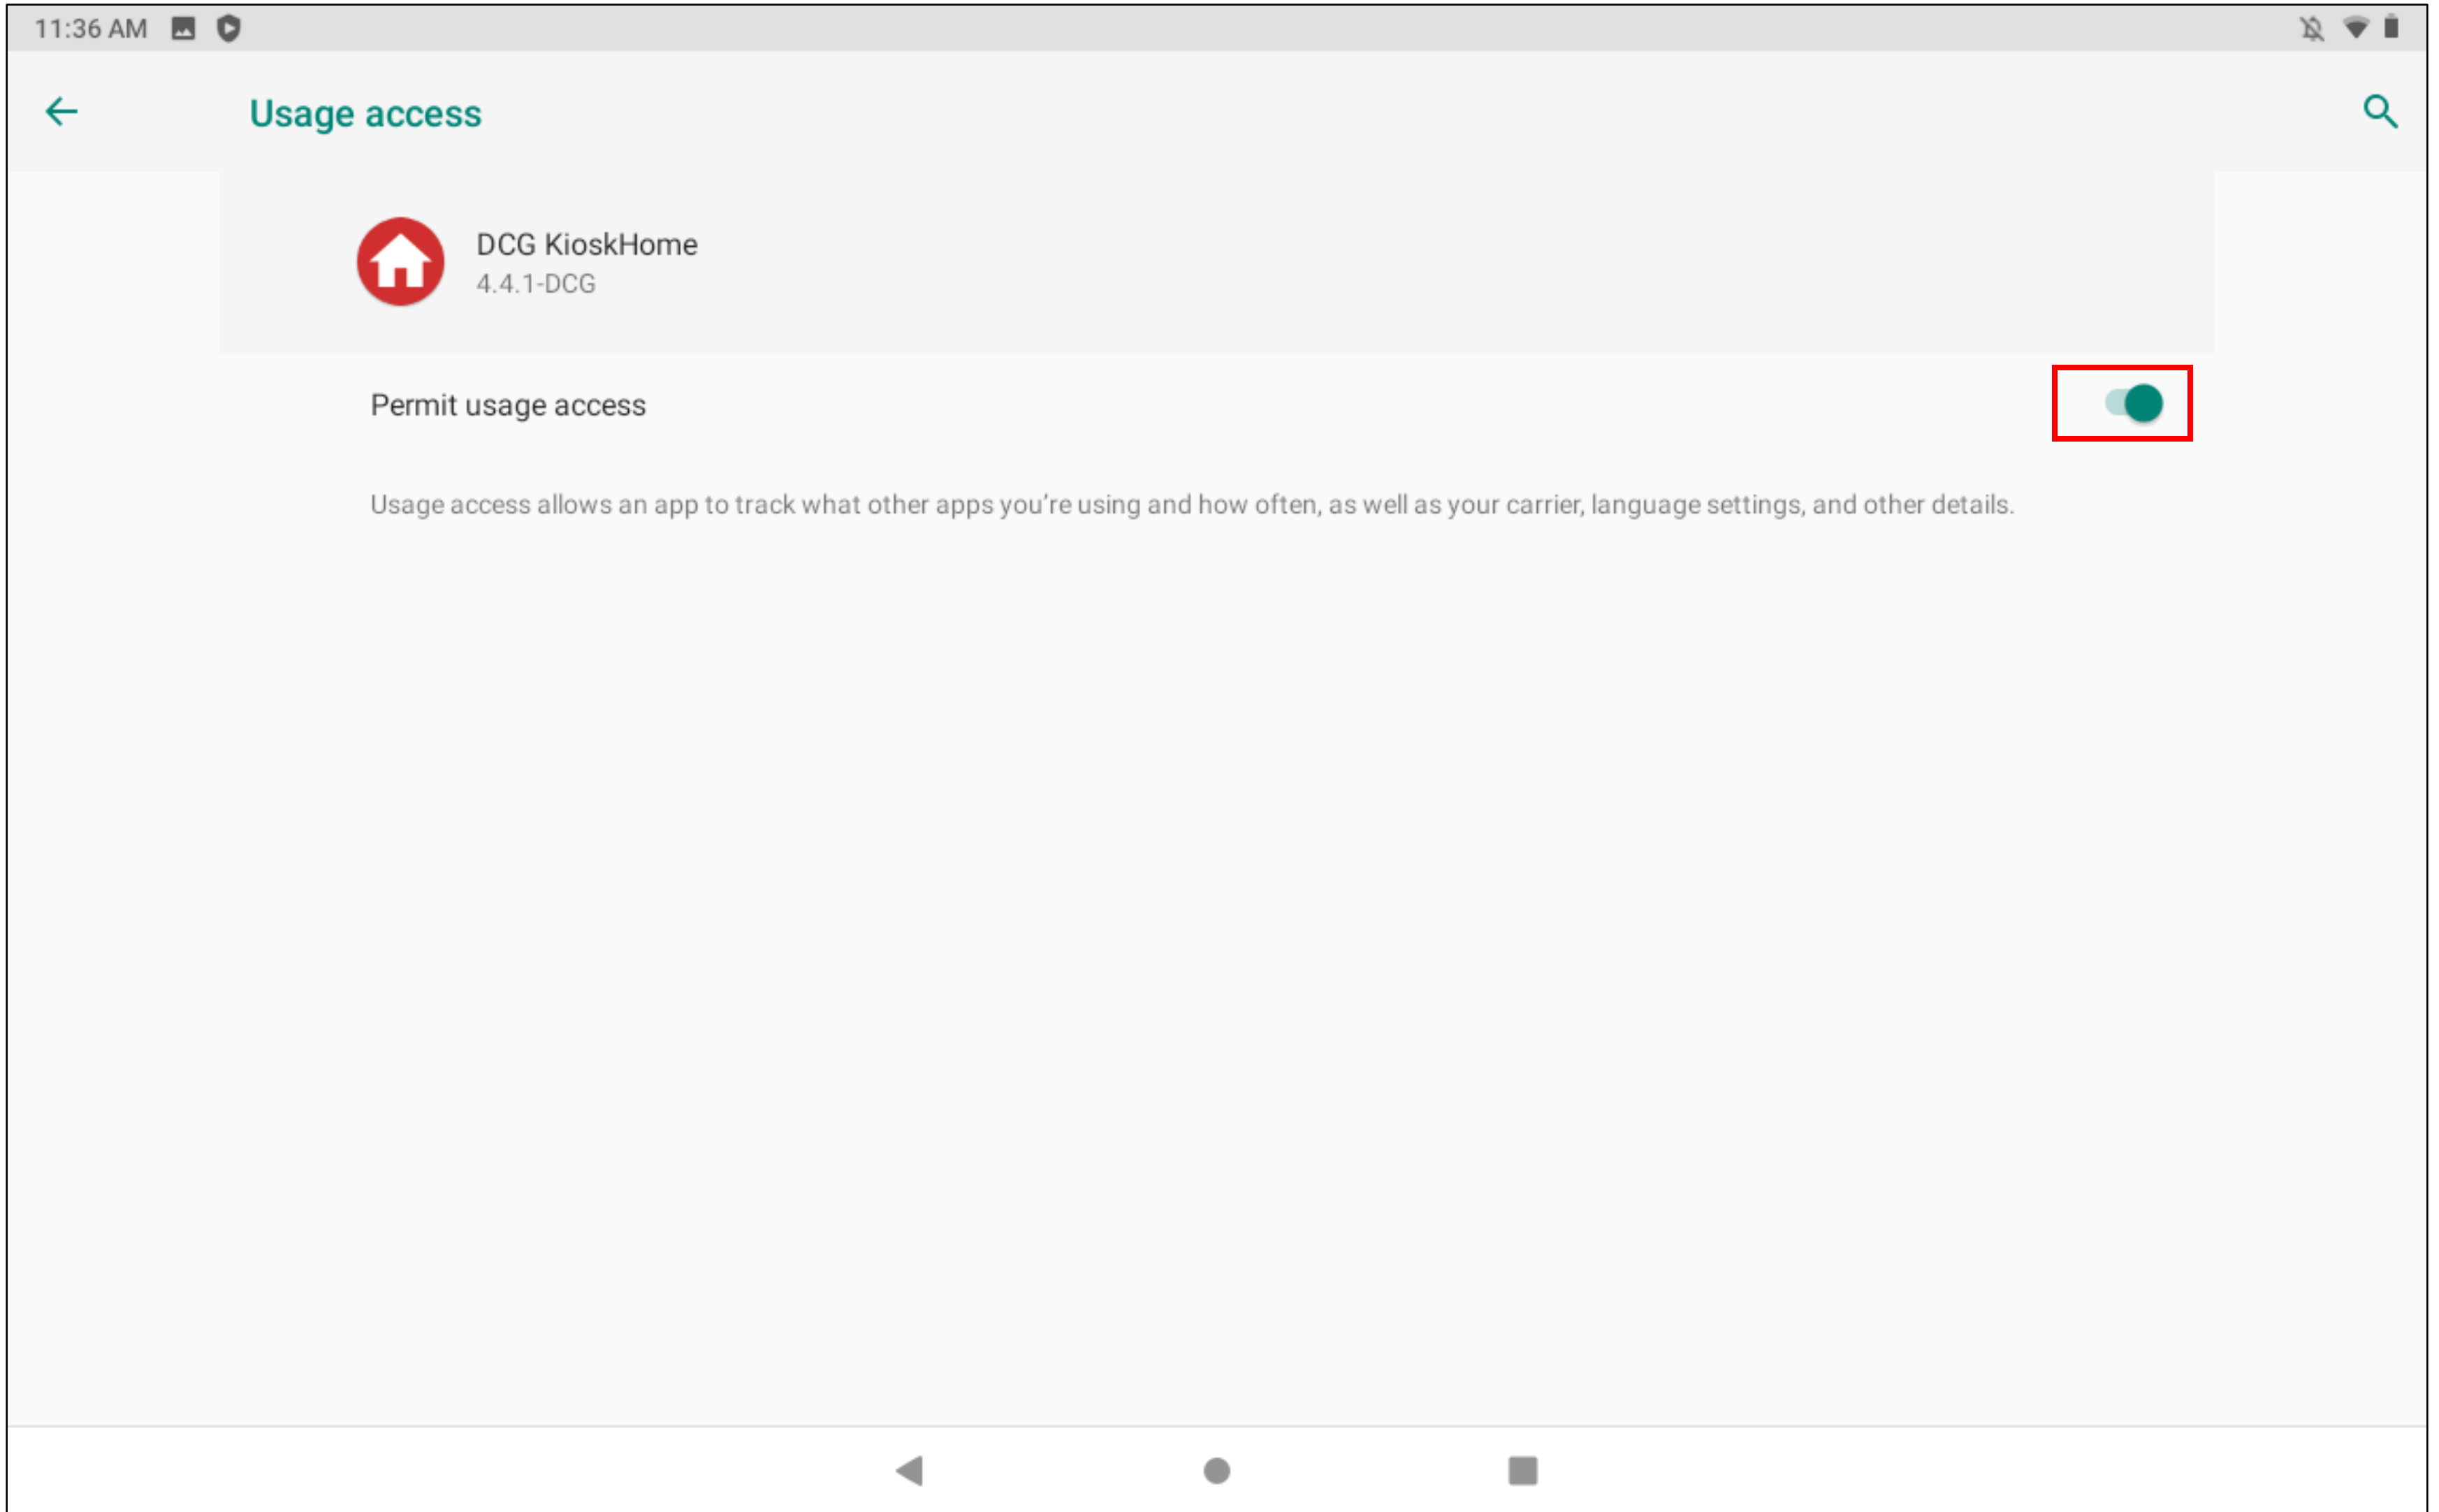 11:36 AM
Usage access
DCG KioskHome
4.4.1-DCG
Permit usage access
Usage access allows an app to track what other apps you’re using and how often, as well as your carrier, language settings, and other details.